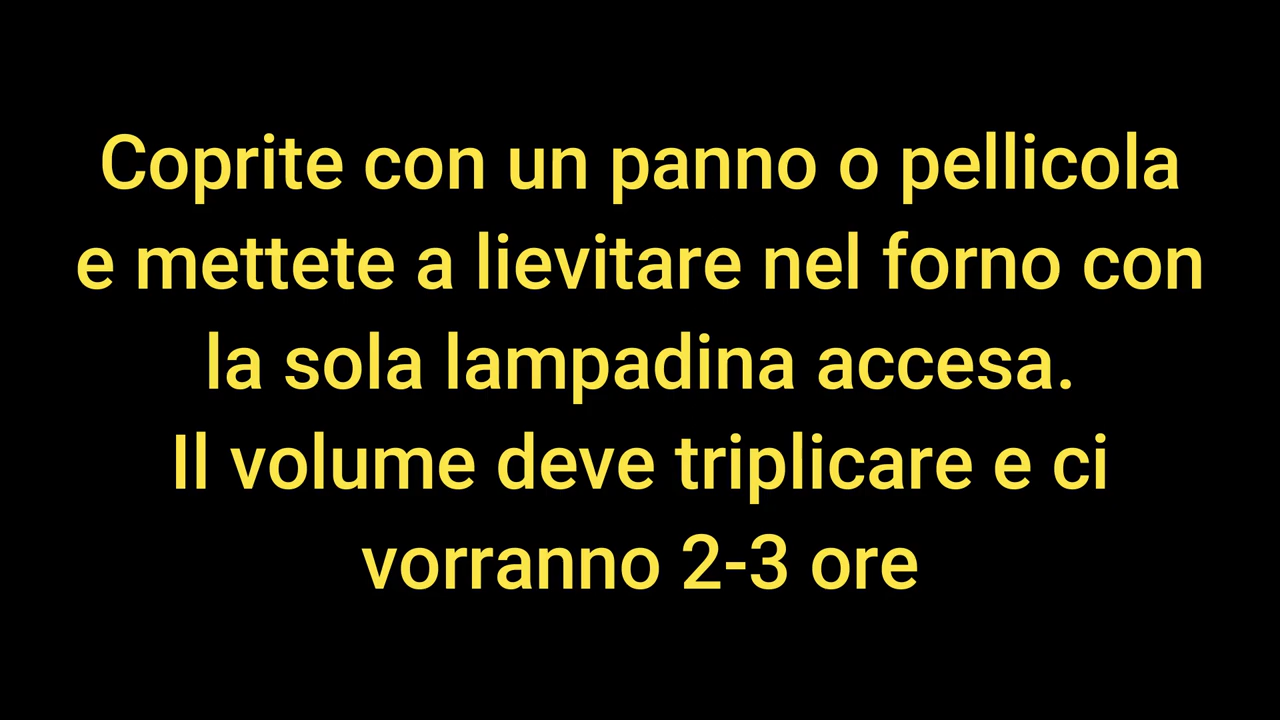 Coprite con un panno o pellicola
e mettete a lievitare nel forno con
la sola lampadina accesa.
Il volume deve triplicare e ci
vorranno 2-3 ore